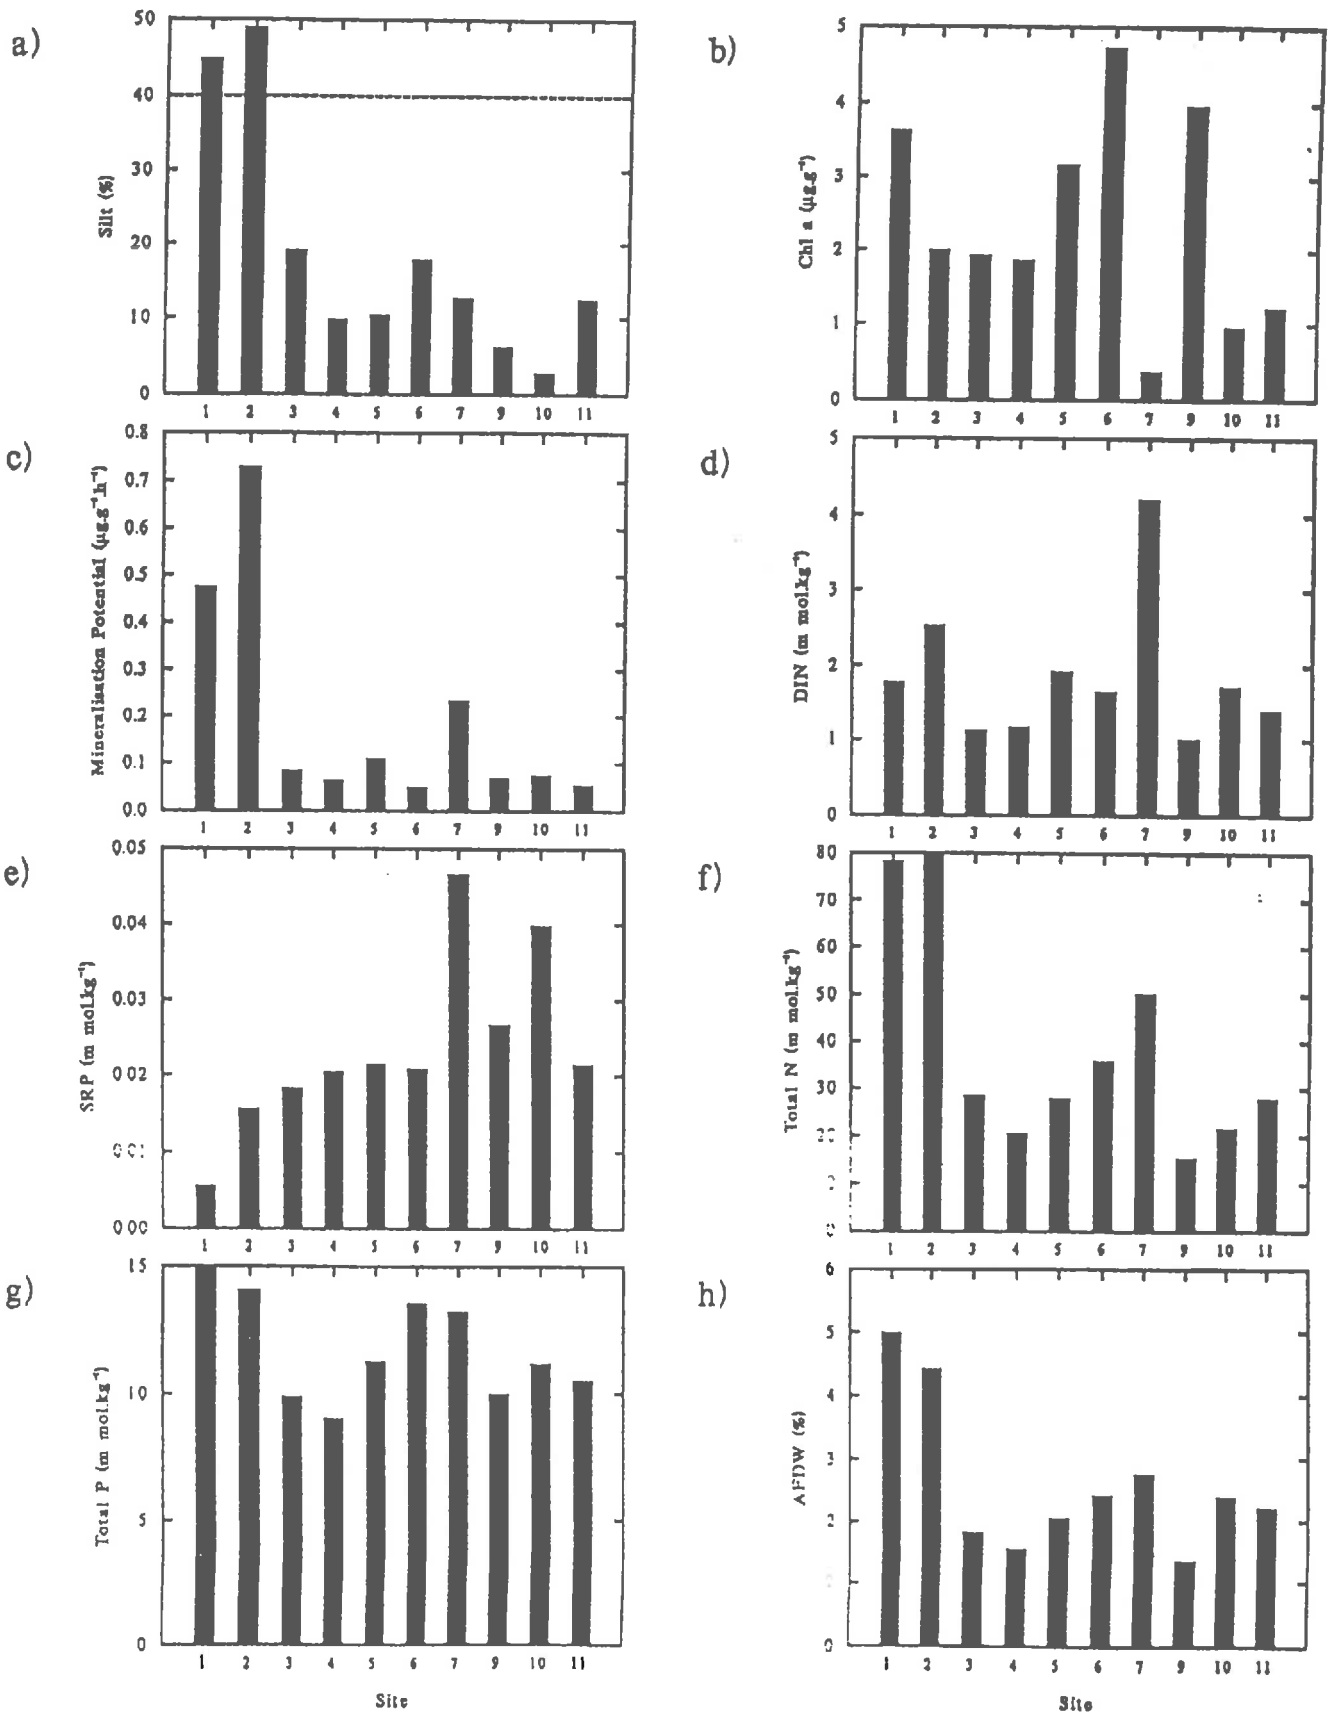 a)
50
40
30
20
10
0
Silt (%)
1 2 3 4 5 6 7 9 10 11
b)
5
4
3
2
1
0
Chl a (µg.g⁻¹)
1 2 3 4 5 6 7 9 10 11
c)
0.8
0.7
0.6
0.5
0.4
0.3
0.2
0.1
0.0
Mineralisation Potential (µg.g⁻¹.h⁻¹)
1 2 3 4 5 6 7 9 10 11
d)
5
4
3
2
1
0
DIN (m mol.kg⁻¹)
1 2 3 4 5 6 7 9 10 11
e)
0.05
0.04
0.03
0.02
0.01
0.00
SRP (m mol.kg⁻¹)
1 2 3 4 5 6 7 9 10 11
f)
80
70
60
50
40
30
20
0
Total N (m mol.kg⁻¹)
1 2 3 4 5 6 7 9 10 11
g)
15
10
5
0
Total P (m mol.kg⁻¹)
1 2 3 4 5 6 7 9 10 11
Site
h)
6
5
4
3
2
0
AFDW (%)
1 2 3 4 5 6 7 9 10 11
Site